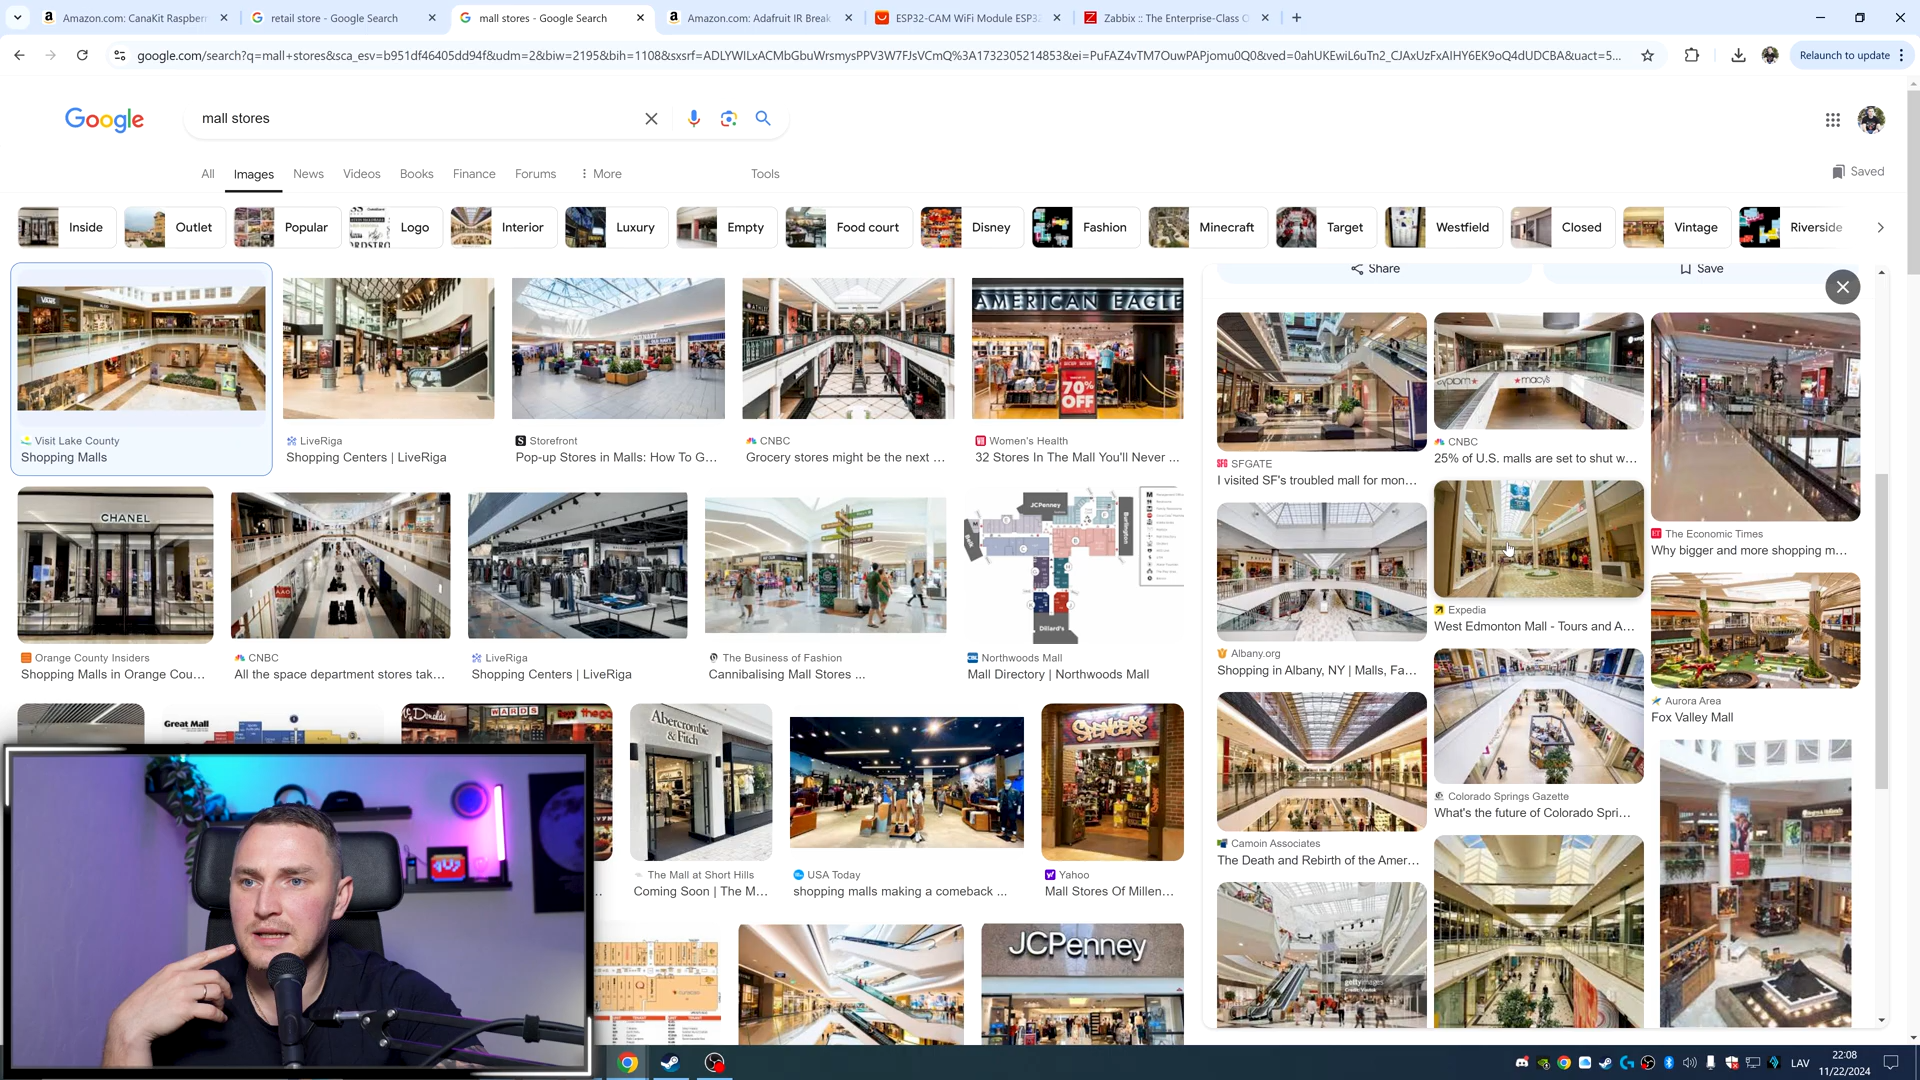 Amazon.com: CanaKit Raspberr
retail store - Google Search
mall stores - Google Search
Amazon.com: Adafruit IR Break
ESP32-CAM WiFi Module ESP32
Zabbix :: The Enterprise-Class O
google.com/search?q=mall+stores&sca_esv=b951df46405dd94f&udm=2&biw=2195&bih=1108&sxsrf=ADLYWILxACMbGbuWrsmysPPV3W7FJsVCmQ%3A1732305214853&ei=PuFAZ4vTM7OuwPAPjomu0Q0&ved=0ahUKEwiL6uTn2_CJAxUzFxAIHY6EK9oQ4dUDCBA&uact=5...
Relaunch to update
Google
mall stores
All
Images
News
Videos
Books
Finance
Forums
More
Tools
Saved
Inside
Outlet
Popular
Logo
Interior
Luxury
Empty
Food court
Disney
Fashion
Minecraft
Target
Westfield
Closed
Vintage
Riverside
Share
Save
VANS
AMERICAN EAGLE
70%
OFF
macy's
Visit Lake County
Shopping Malls
LiveRiga
Shopping Centers | LiveRiga
Storefront
Pop-up Stores in Malls: How To G...
CNBC
Grocery stores might be the next ...
Women's Health
32 Stores In The Mall You'll Never ...
SFGATE
I visited SF's troubled mall for mon...
CNBC
25% of U.S. malls are set to shut w...
The Economic Times
Why bigger and more shopping m...
CHANEL
JCPenney
Burlington
Belk
Dillard's
Orange County Insiders
Shopping Malls in Orange Cou...
CNBC
All the space department stores tak...
LiveRiga
Shopping Centers | LiveRiga
The Business of Fashion
Cannibalising Mall Stores ...
Northwoods Mall
Mall Directory | Northwoods Mall
Expedia
West Edmonton Mall - Tours and A...
Albany.org
Shopping in Albany, NY | Malls, Fa...
Aurora Area
Fox Valley Mall
Great Mall
McDonald's
WARDS
Abercrombie
& Fitch
SPENCERS
Colorado Springs Gazette
What's the future of Colorado Spri...
Camoin Associates
The Death and Rebirth of the Amer...
The Mall at Short Hills
Coming Soon | The M...
USA Today
shopping malls making a comeback ...
Yahoo
Mall Stores Of Millen...
JCPenney
gettyimages
LAV
22:08
11/22/2024